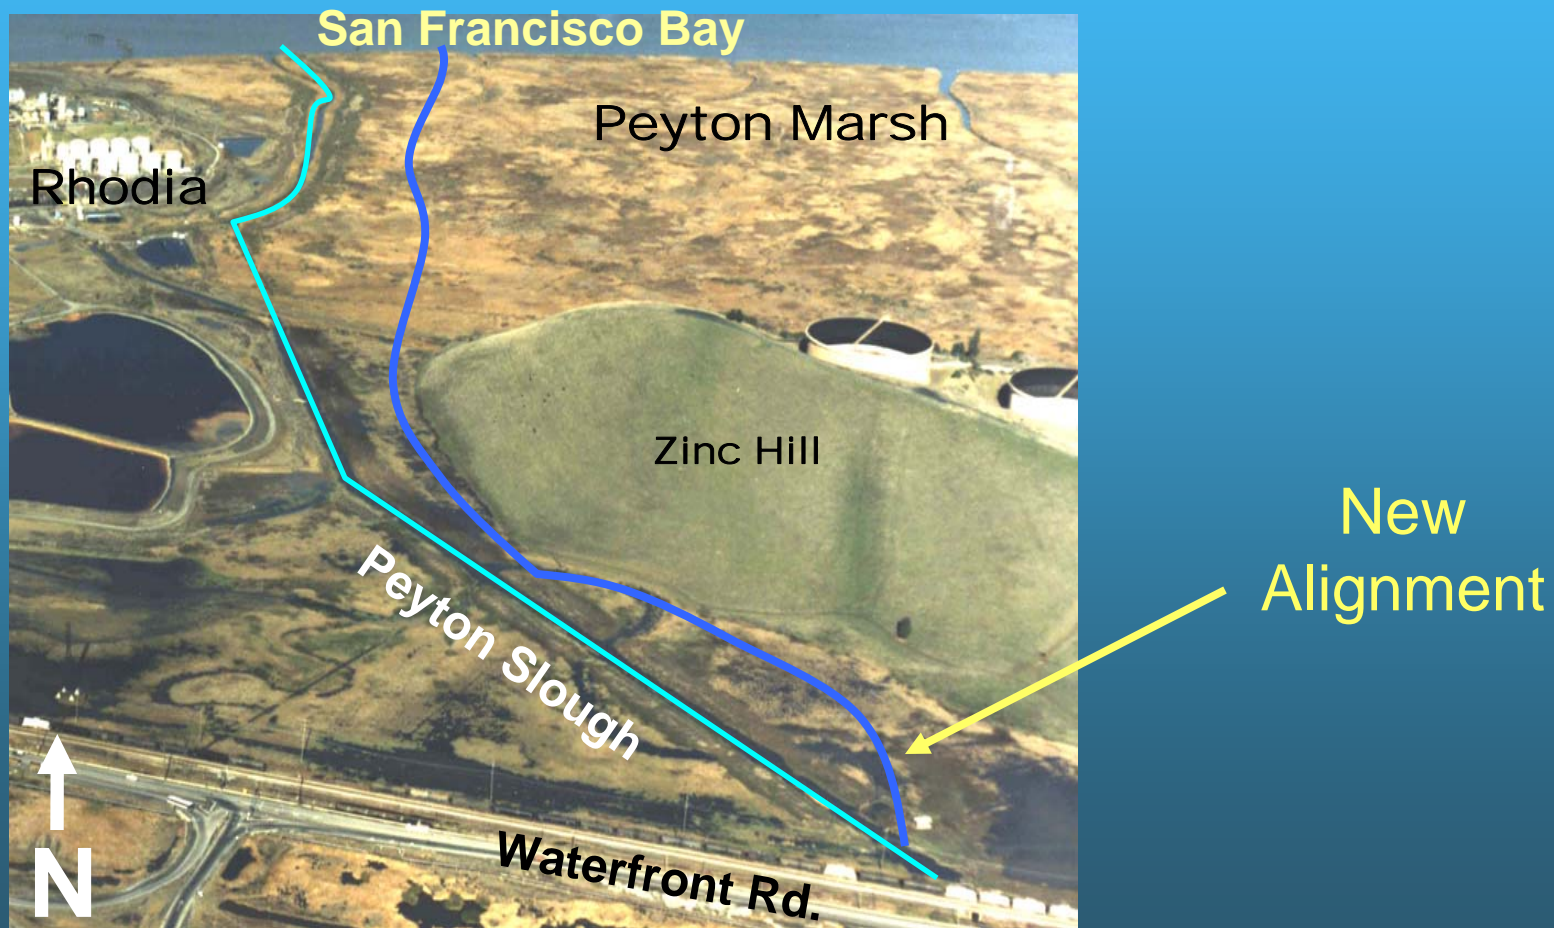 San Francisco Bay
Peyton Marsh
Rhodia
Zinc Hill
New
Alignment
Peyton Slough
Waterfront Rd.
N